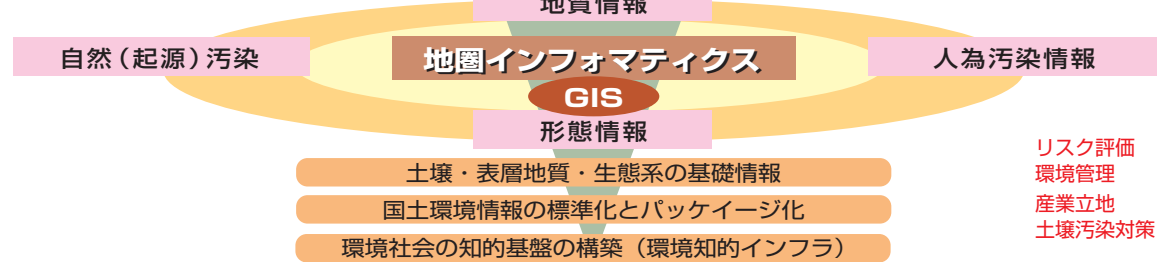 地質情報
自然（起源）汚染
地圏インフォマティクス
人為汚染情報
GIS
形態情報
リスク評価
環境管理
産業立地
土壌汚染対策
土壌・表層地質・生態系の基礎情報
国土環境情報の標準化とパッケイージ化
環境社会の知的基盤の構築（環境知的インフラ）